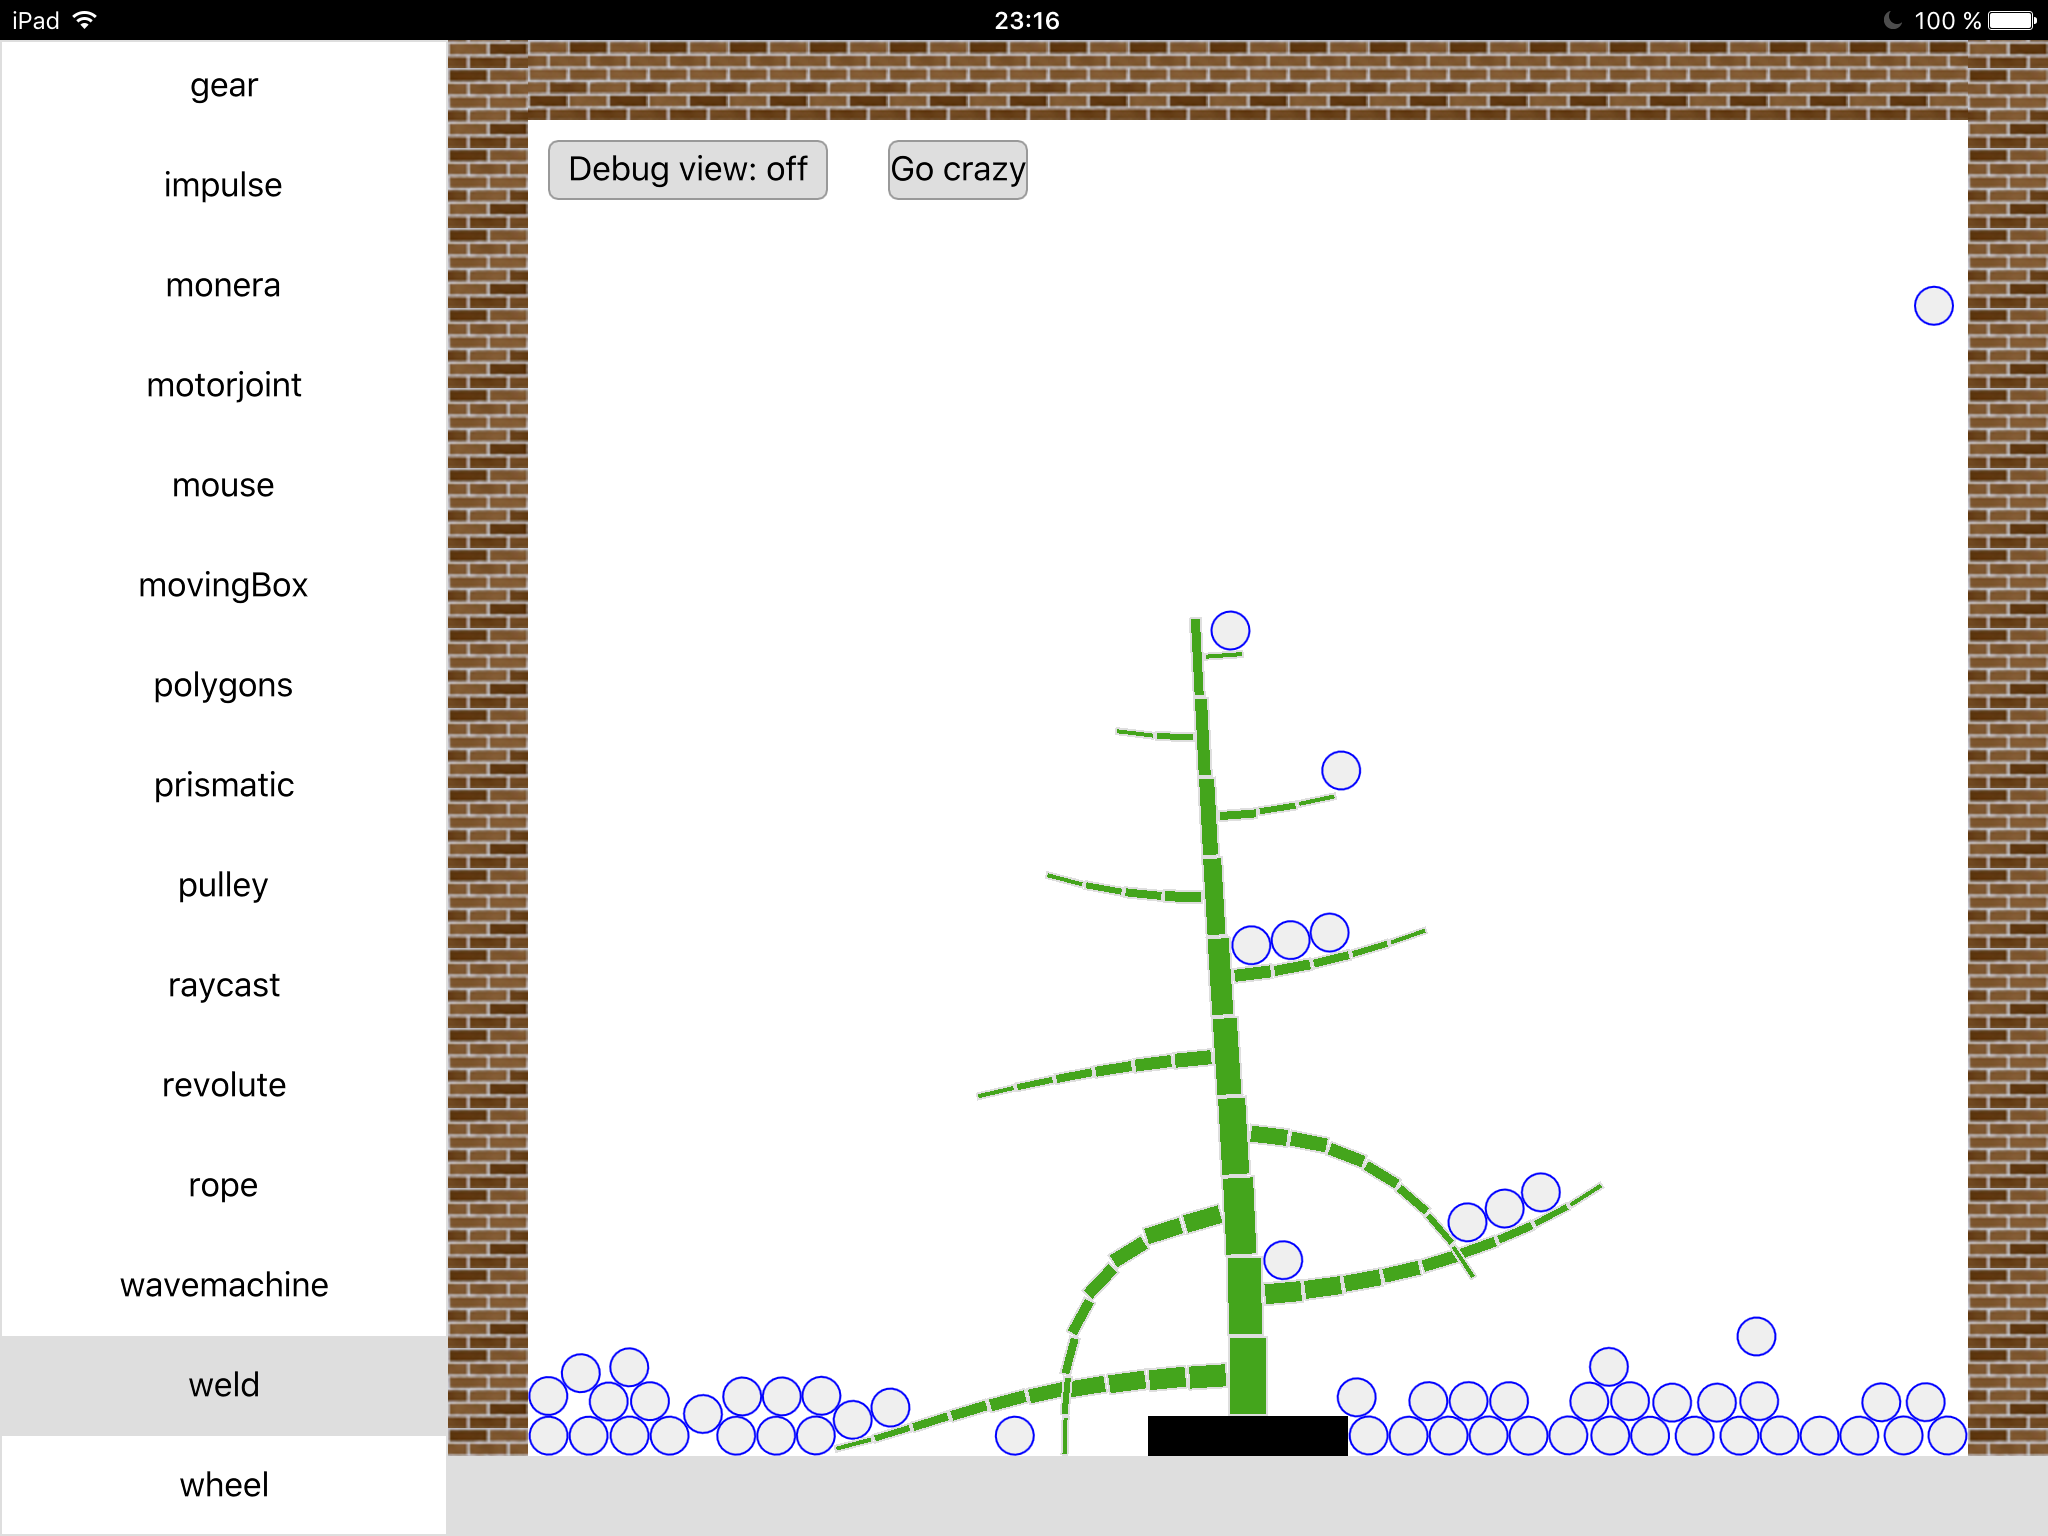 iPad 23:16 100 %
gear
impulse
monera
motorjoint
mouse
movingBox
polygons
prismatic
pulley
raycast
revolute
rope
wavemachine
weld
wheel
Debug view: off
Go crazy